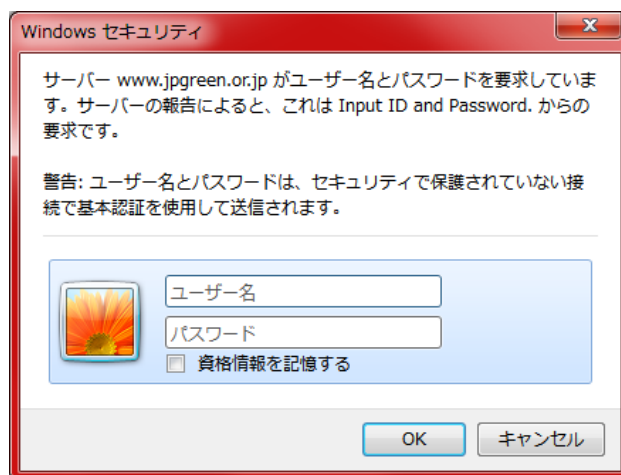 Windows セキュリティ
サーバー www.jpgreen.or.jp がユーザー名とパスワードを要求していま
す。サーバーの報告によると、これは Input ID and Password. からの
要求です。
警告: ユーザー名とパスワードは、セキュリティで保護されていない接
続で基本認証を使用して送信されます。
ユーザー名
パスワード
資格情報を記憶する
OK キャンセル